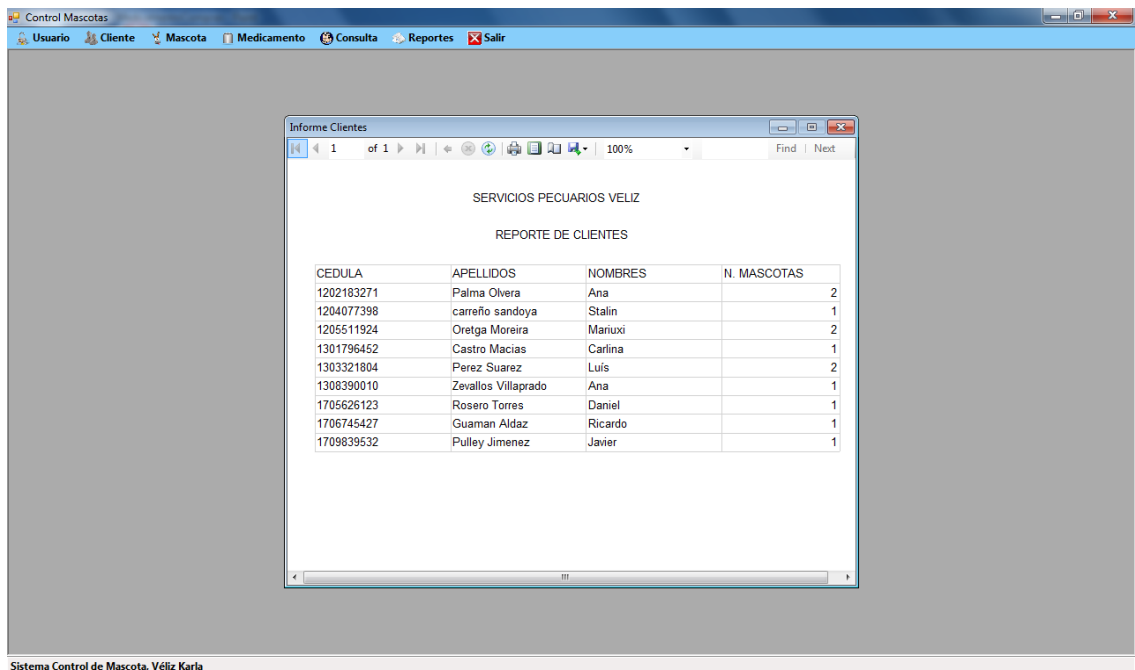 Control Mascotas
Usuario Cliente Mascota Medicamento Consulta Reportes Salir
Informe Clientes
1 of 1 100% Find | Next
SERVICIOS PECUARIOS VELIZ
REPORTE DE CLIENTES
CEDULA APELLIDOS NOMBRES N. MASCOTAS
1202183271 Palma Olvera Ana 2
1204077398 carreño sandoya Stalin 1
1205511924 Oretga Moreira Mariuxi 2
1301796452 Castro Macias Carlina 1
1303321804 Perez Suarez Luís 2
1308390010 Zevallos Villaprado Ana 1
1705626123 Rosero Torres Daniel 1
1706745427 Guaman Aldaz Ricardo 1
1709839532 Pulley Jimenez Javier 1
Sistema Control de Mascota. Véliz Karla